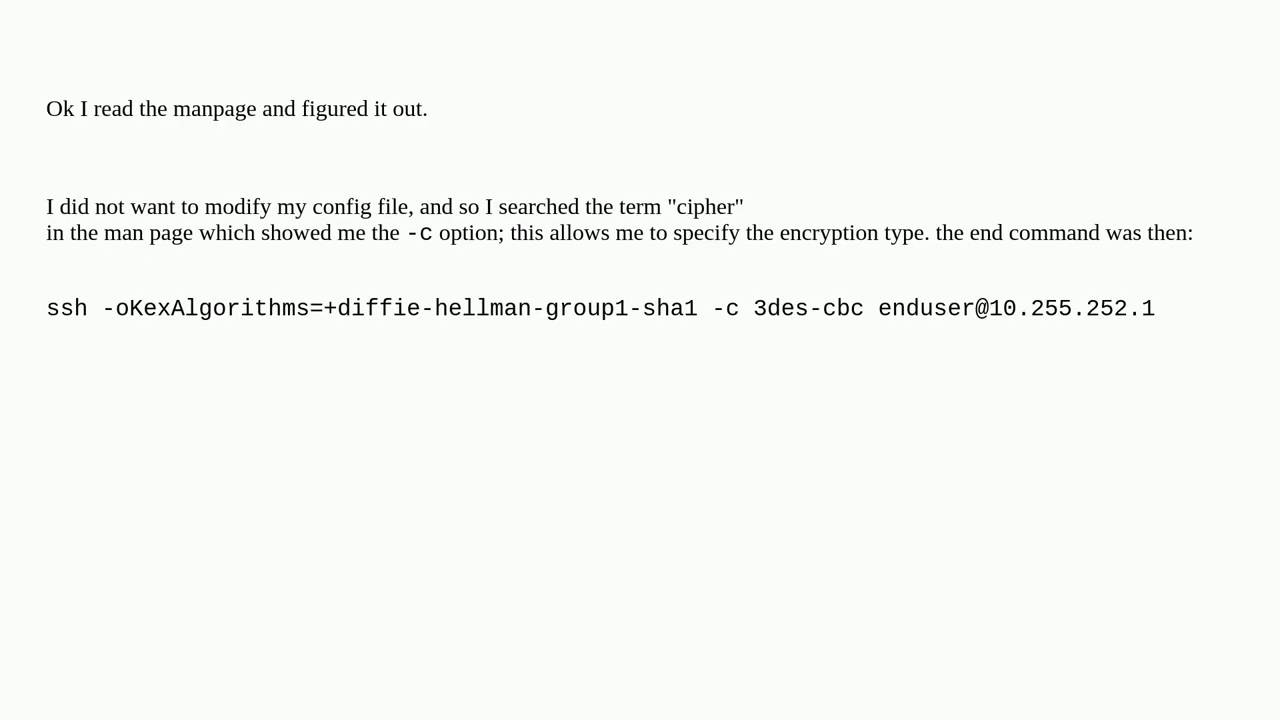 Ok I read the manpage and figured it out.
I did not want to modify my config file, and so I searched the term "cipher"
in the man page which showed me the -c option; this allows me to specify the encryption type. the end command was then:
ssh -oKexAlgorithms=+diffie-hellman-group1-sha1 -c 3des-cbc enduser@10.255.252.1